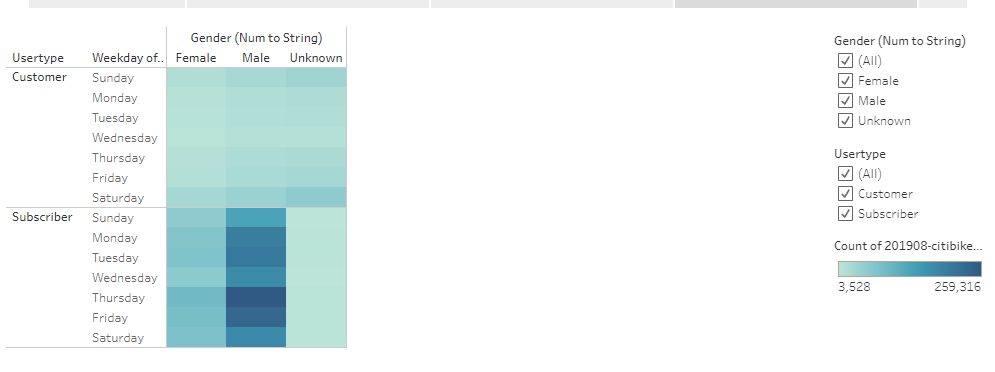 Gender (Num to String)
Usertype Weekday of.. Female Male Unknown
Customer Sunday
Monday
Tuesday
Wednesday
Thursday
Friday
Saturday
Subscriber Sunday
Monday
Tuesday
Wednesday
Thursday
Friday
Saturday
Gender (Num to String)
(All)
Female
Male
Unknown
Usertype
(All)
Customer
Subscriber
Count of 201908-citibike...
3,528 259,316